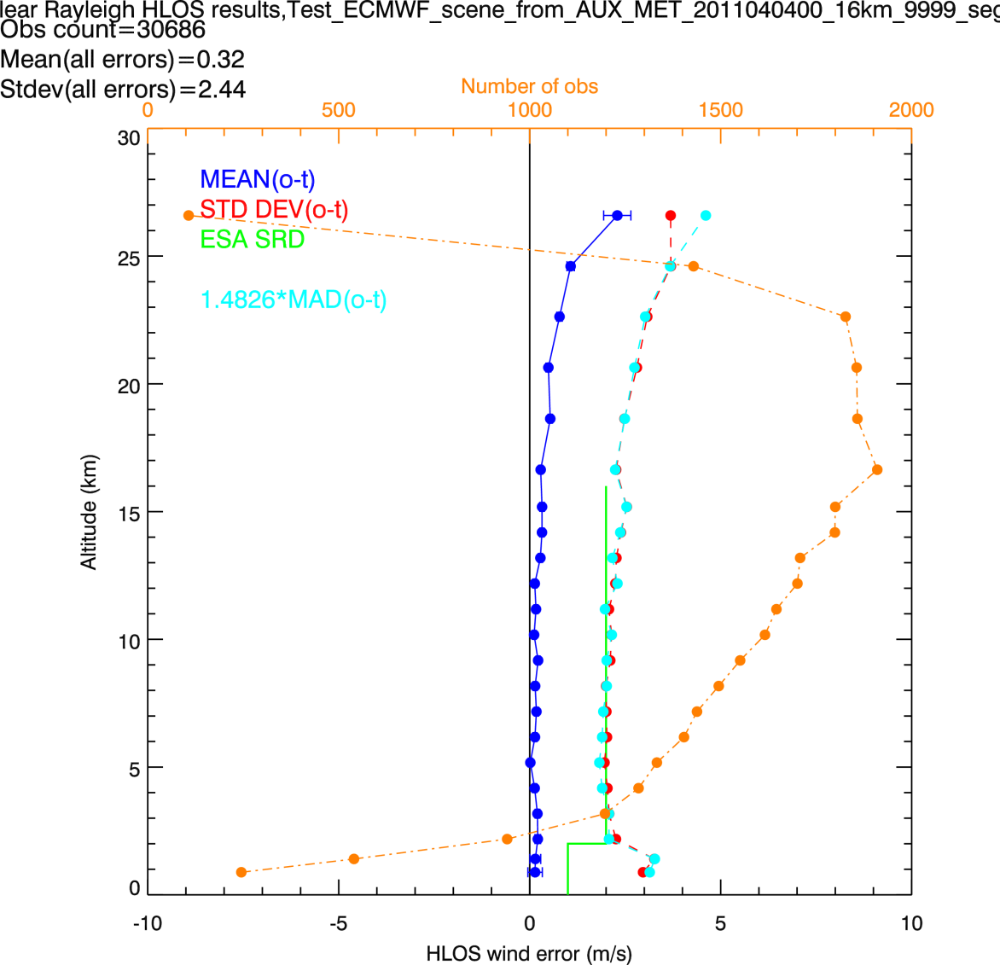 lear Rayleigh HLOS results,Test_ECMWF_scene_from_AUX_MET_2011040400_16km_9999_seg
Obs count=30686
Mean(all errors)=0.32
Stdev(all errors)=2.44
Number of obs
0 500 1000 1500 2000
30
MEAN(o-t)
STD DEV(o-t)
ESA SRD
25
1.4826*MAD(o-t)
20
15
10
5
0
Altitude (km)
-10 -5 0 5 10
HLOS wind error (m/s)